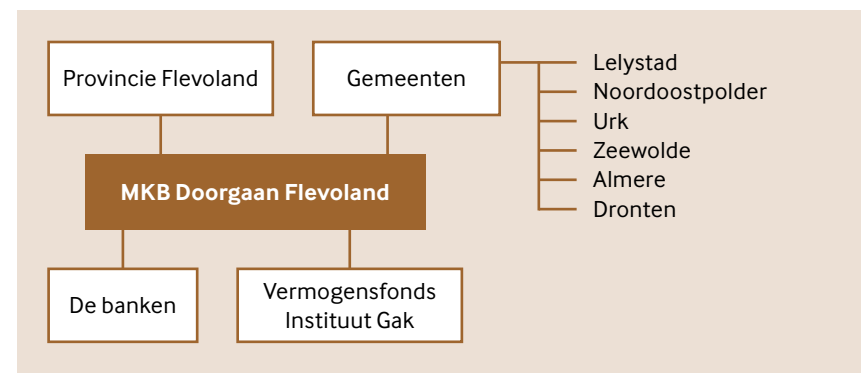 Provincie Flevoland
Gemeenten
Lelystad
Noordoostpolder
Urk
Zeewolde
Almere
Dronten
MKB Doorgaan Flevoland
De banken
Vermogensfonds
Instituut Gak